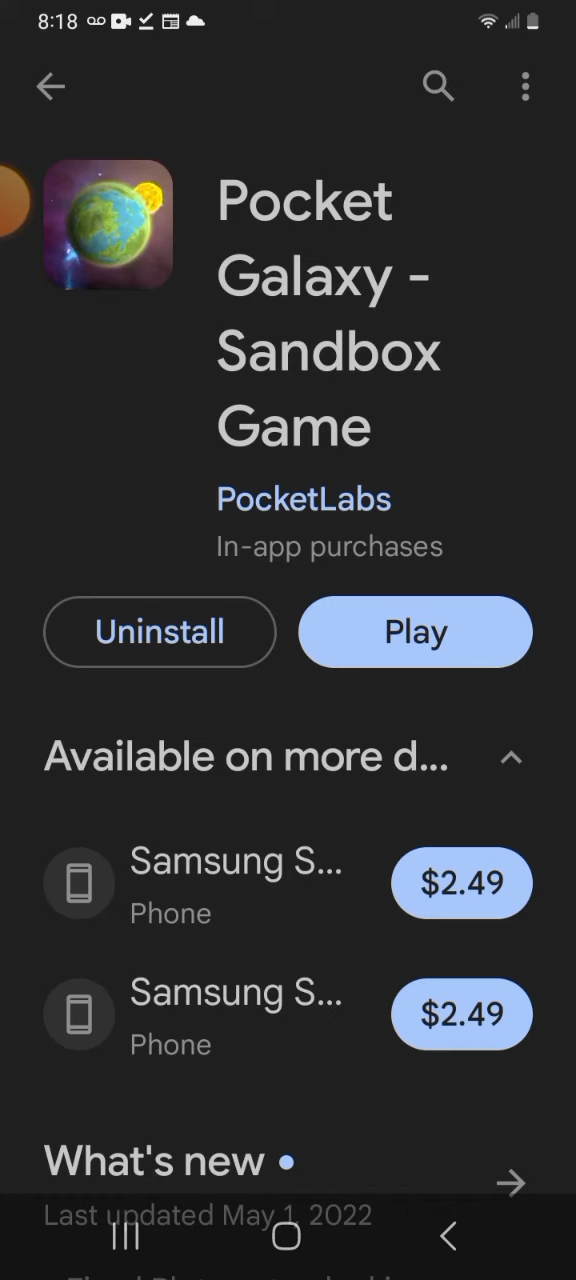 8:18
Pocket
Galaxy -
Sandbox
Game
PocketLabs
In-app purchases
Uninstall
Play
Available on more d...
Samsung S...
$2.49
Phone
Samsung S...
$2.49
Phone
What's new
Last updated May 1, 2022